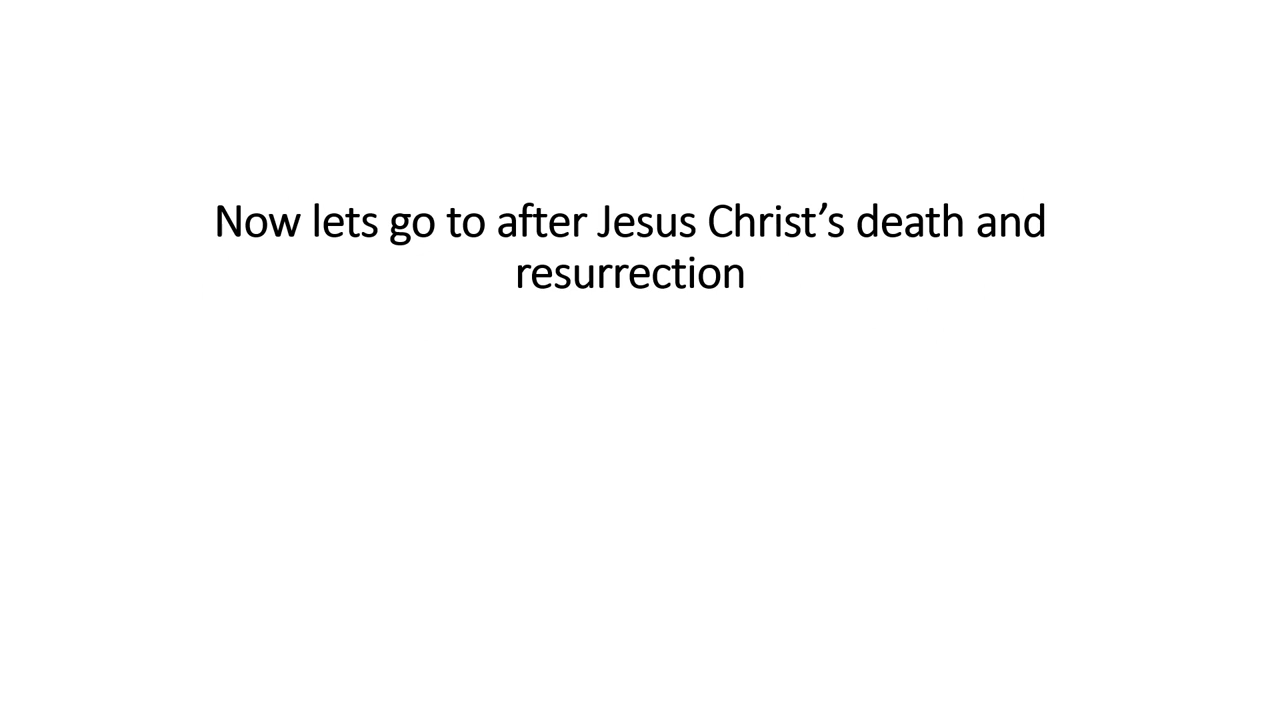 Now lets go to after Jesus Christ’s death and
resurrection